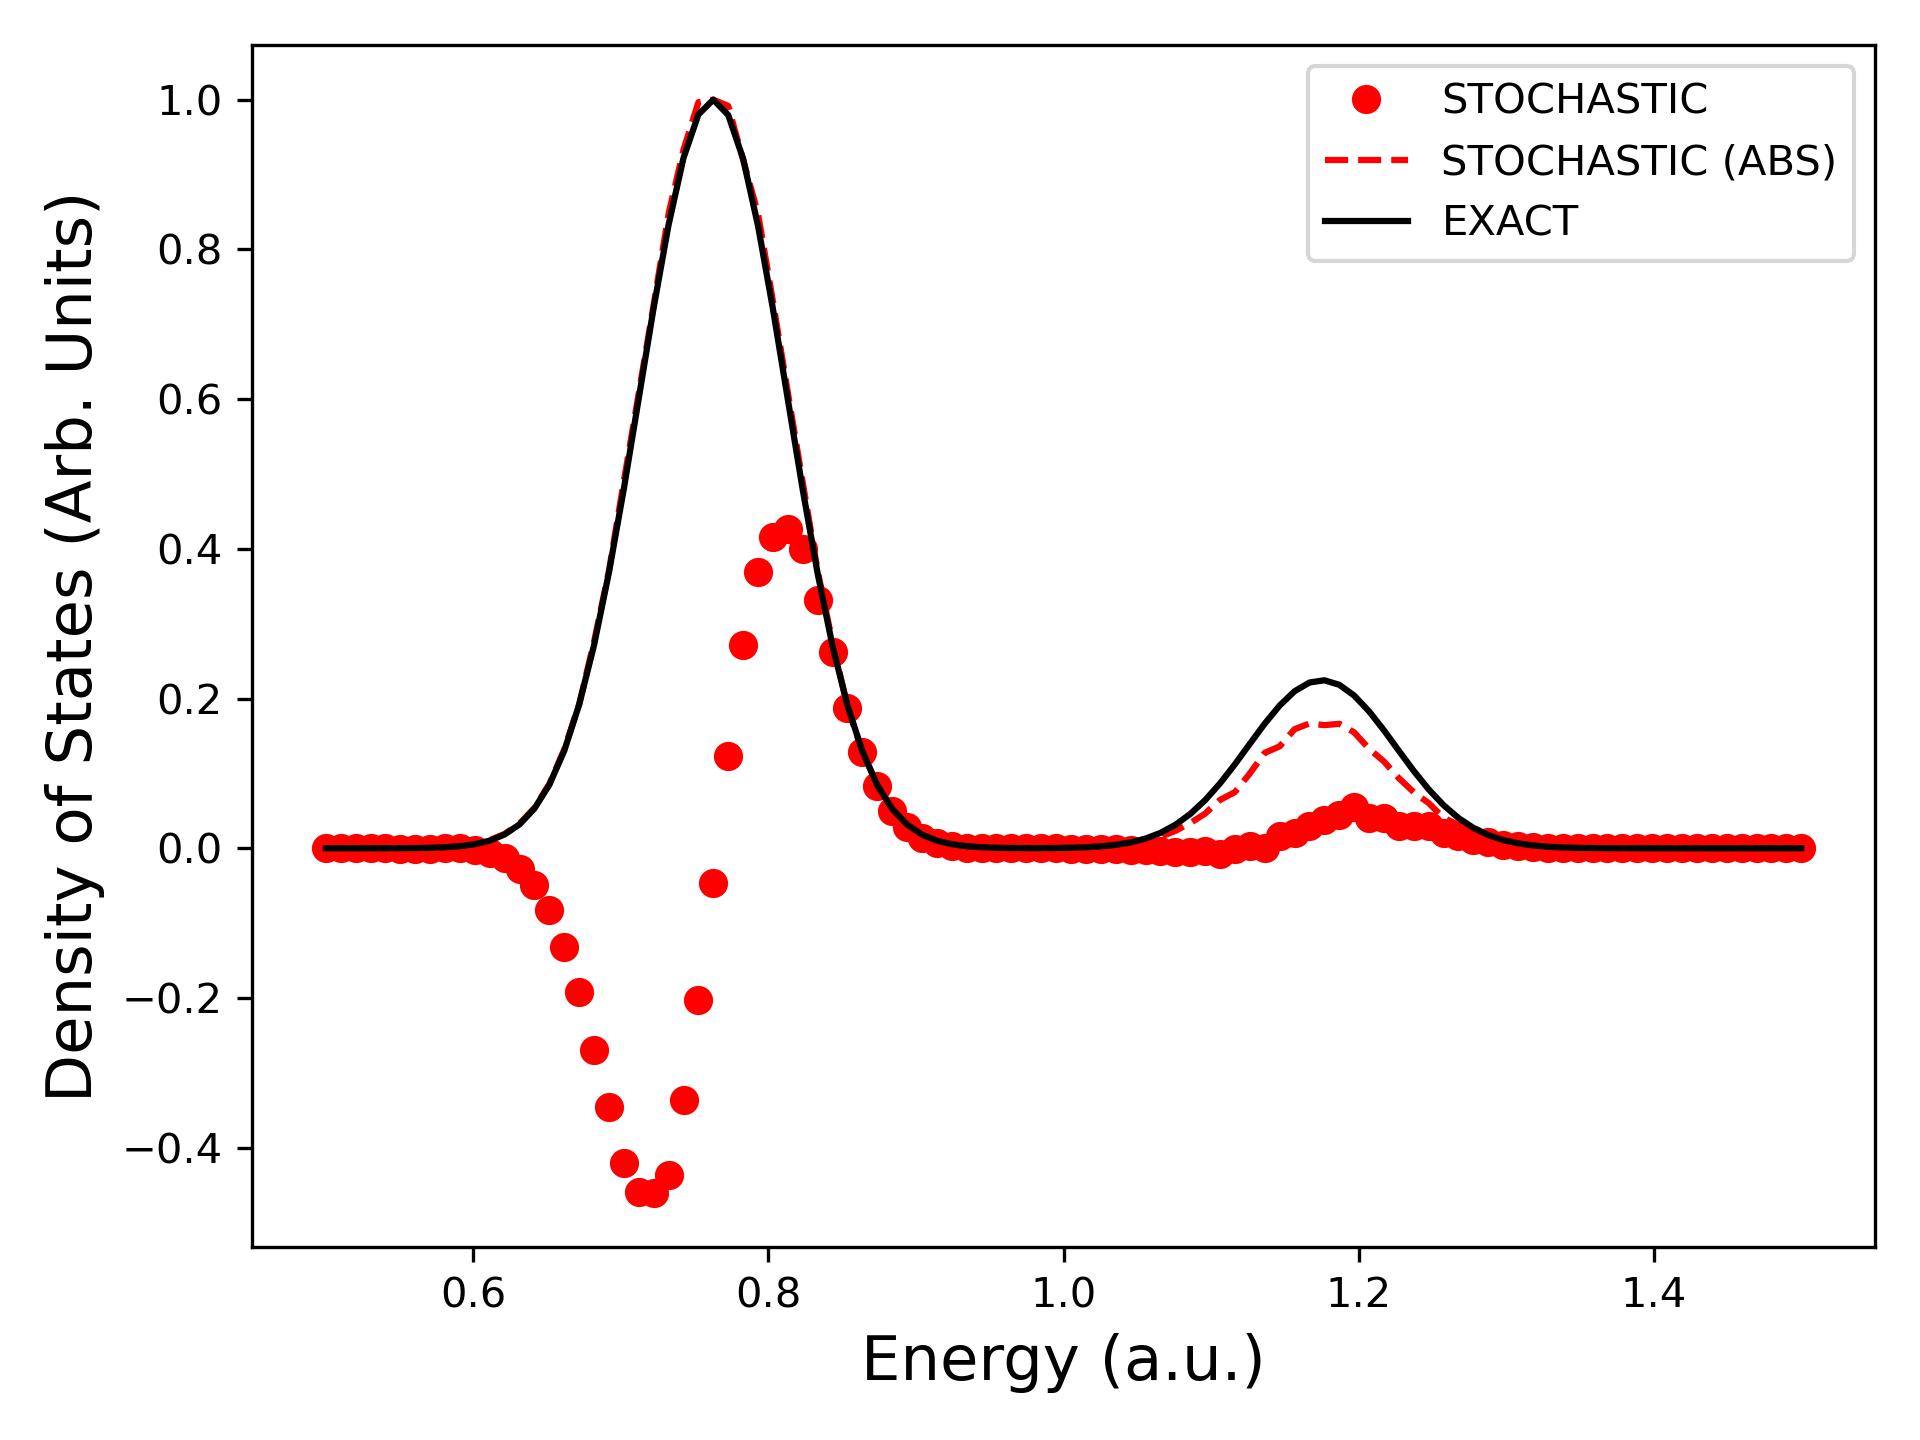 STOCHASTIC
STOCHASTIC (ABS)
EXACT
Density of States (Arb. Units)
1.0
0.8
0.6
0.4
0.2
0.0
−0.2
−0.4
0.6 0.8 1.0 1.2 1.4
Energy (a.u.)